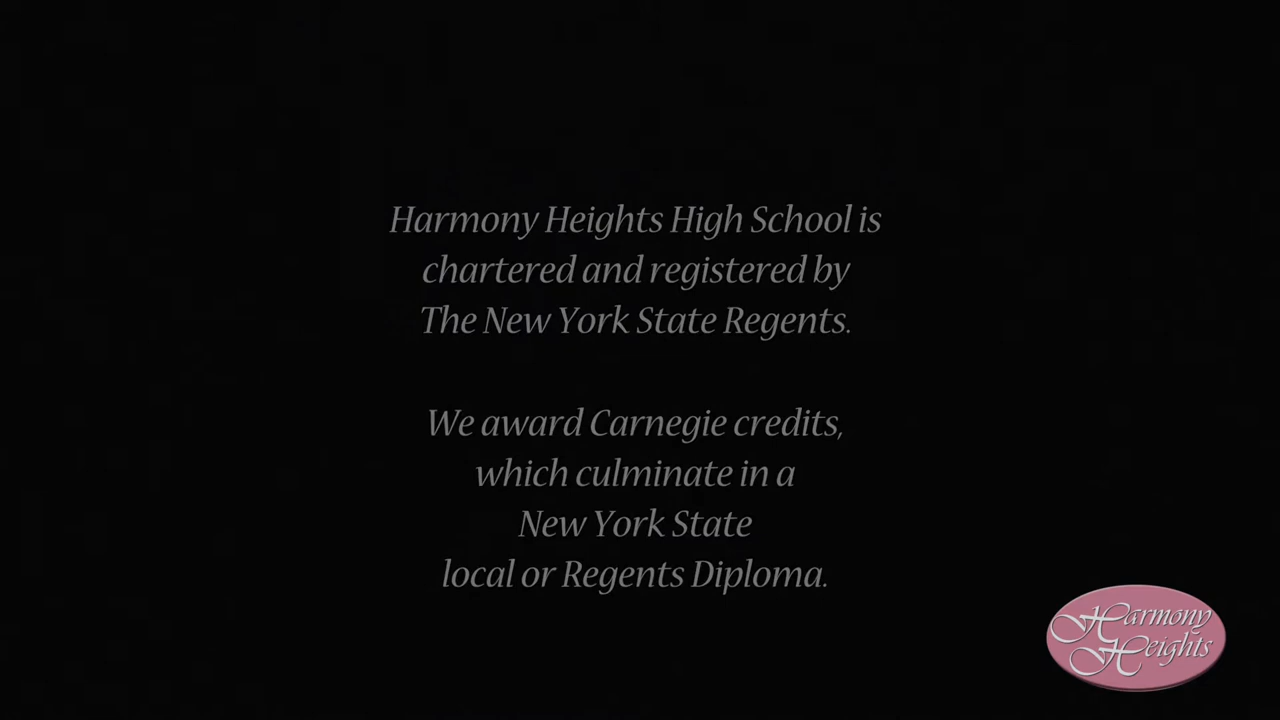 Harmony Heights High School is
chartered and registered by
The New York State Regents.
We award Carnegie credits,
which culminate in a
New York State
local or Regents Diploma.
Harmony
Heights